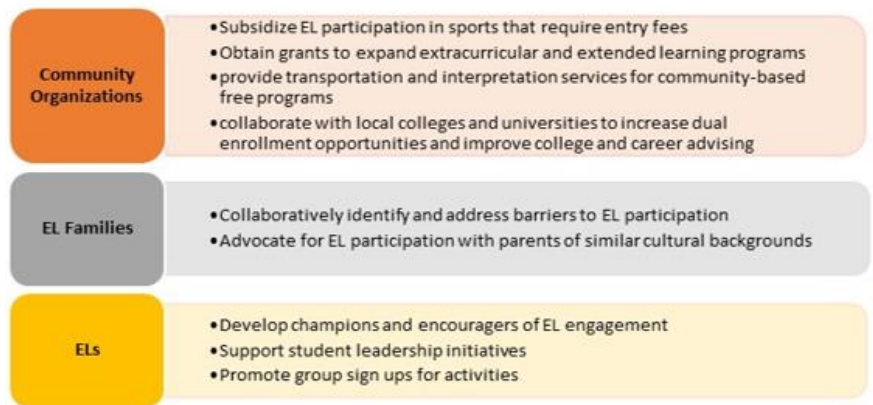 Community
Organizations
•Subsidize EL participation in sports that require entry fees
•Obtain grants to expand extracurricular and extended learning programs
•provide transportation and interpretation services for community-based
free programs
•collaborate with local colleges and universities to increase dual
enrollment opportunities and improve college and career advising
EL Families
•Collaboratively identify and address barriers to EL participation
•Advocate for EL participation with parents of similar cultural backgrounds
ELs
•Develop champions and encouragers of EL engagement
•Support student leadership initiatives
•Promote group sign ups for activities